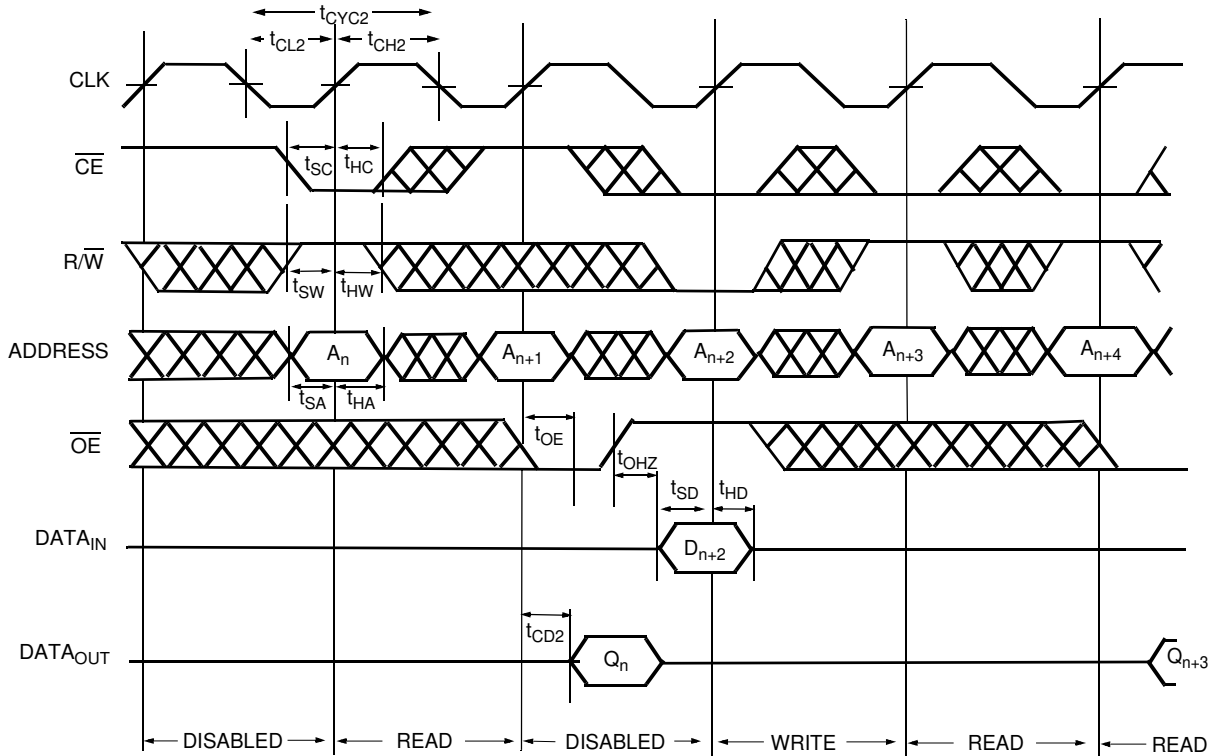 tCYC2
tCL2 tCH2
CLK
CE
tSC tHC
R/W
tSW tHW
ADDRESS An An+1 An+2 An+3 An+4
tSA tHA
OE
tOE
tOHZ
tSD tHD
DATAIN Dn+2
tCD2
DATAOUT Qn Qn+3
DISABLED READ DISABLED WRITE READ READ